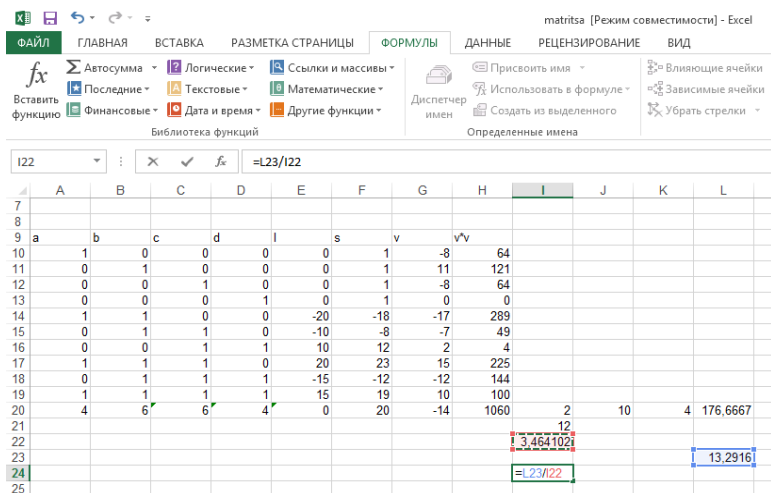 matritsa [Режим совместимости] - Excel
ФАЙЛ ГЛАВНАЯ ВСТАВКА РАЗМЕТКА СТРАНИЦЫ ФОРМУЛЫ ДАННЫЕ РЕЦЕНЗИРОВАНИЕ ВИД
fx Вставить функцию
Σ Автосумма
Последние
Финансовые
Логические
Текстовые
Дата и время
Ссылки и массивы
Математические
Другие функции
Библиотека функций
Диспетчер имен
Присвоить имя
Использовать в формуле
Создать из выделенного
Определенные имена
Влияющие ячейки
Зависимые ячейки
Убрать стрелки
I22 fx =L23/I22
A B C D E F G H I J K L
7
8
9 a b c d l s v v*v
10 1 0 0 0 0 1 -8 64
11 0 1 0 0 0 1 11 121
12 0 0 1 0 0 1 -8 64
13 0 0 0 1 0 1 0 0
14 1 1 0 0 -20 -18 -17 289
15 0 1 1 0 -10 -8 -7 49
16 0 0 1 1 10 12 2 4
17 1 1 1 0 20 23 15 225
18 0 1 1 1 -15 -12 -12 144
19 1 1 1 1 15 19 10 100
20 4 6 6 4 0 20 -14 1060 2 10 4 176,6667
21 12
22 3,464102
23 13,2916
24 =L23/I22
25